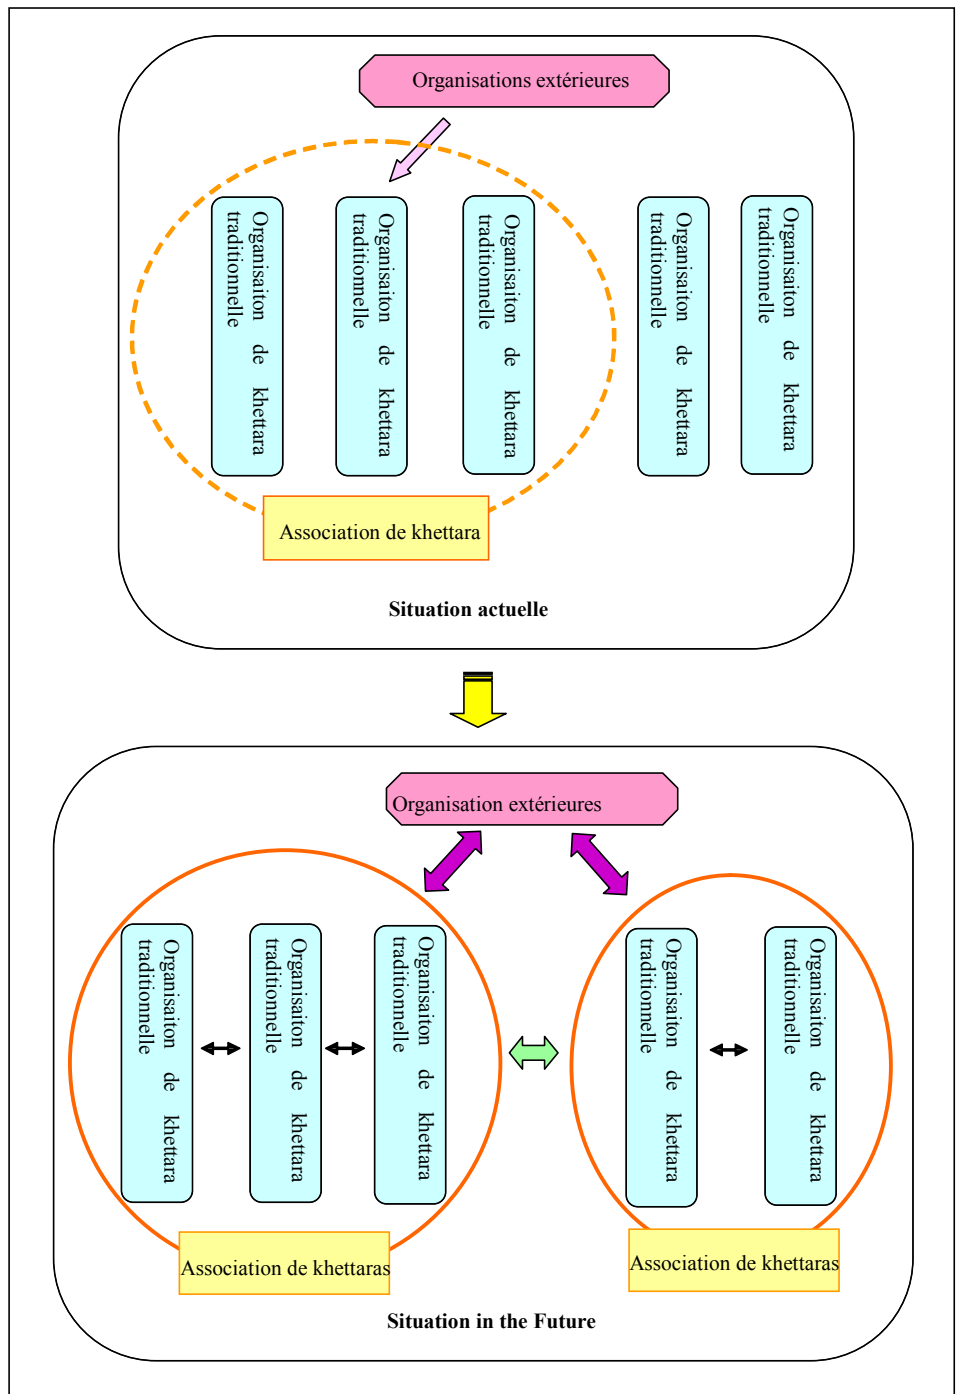 Organisations extérieures
Organisaiton de khettara
traditionnelle
Organisaiton de khettara
traditionnelle
Organisaiton de khettara
traditionnelle
Organisaiton de khettara
traditionnelle
Organisaiton de khettara
traditionnelle
Association de khettara
Situation actuelle
Organisation extérieures
Organisaiton de khettara
traditionnelle
Organisaiton de khettara
traditionnelle
Organisaiton de khettara
traditionnelle
Organisaiton de khettara
traditionnelle
Organisaiton de khettara
traditionnelle
Association de khettaras
Association de khettaras
Situation in the Future